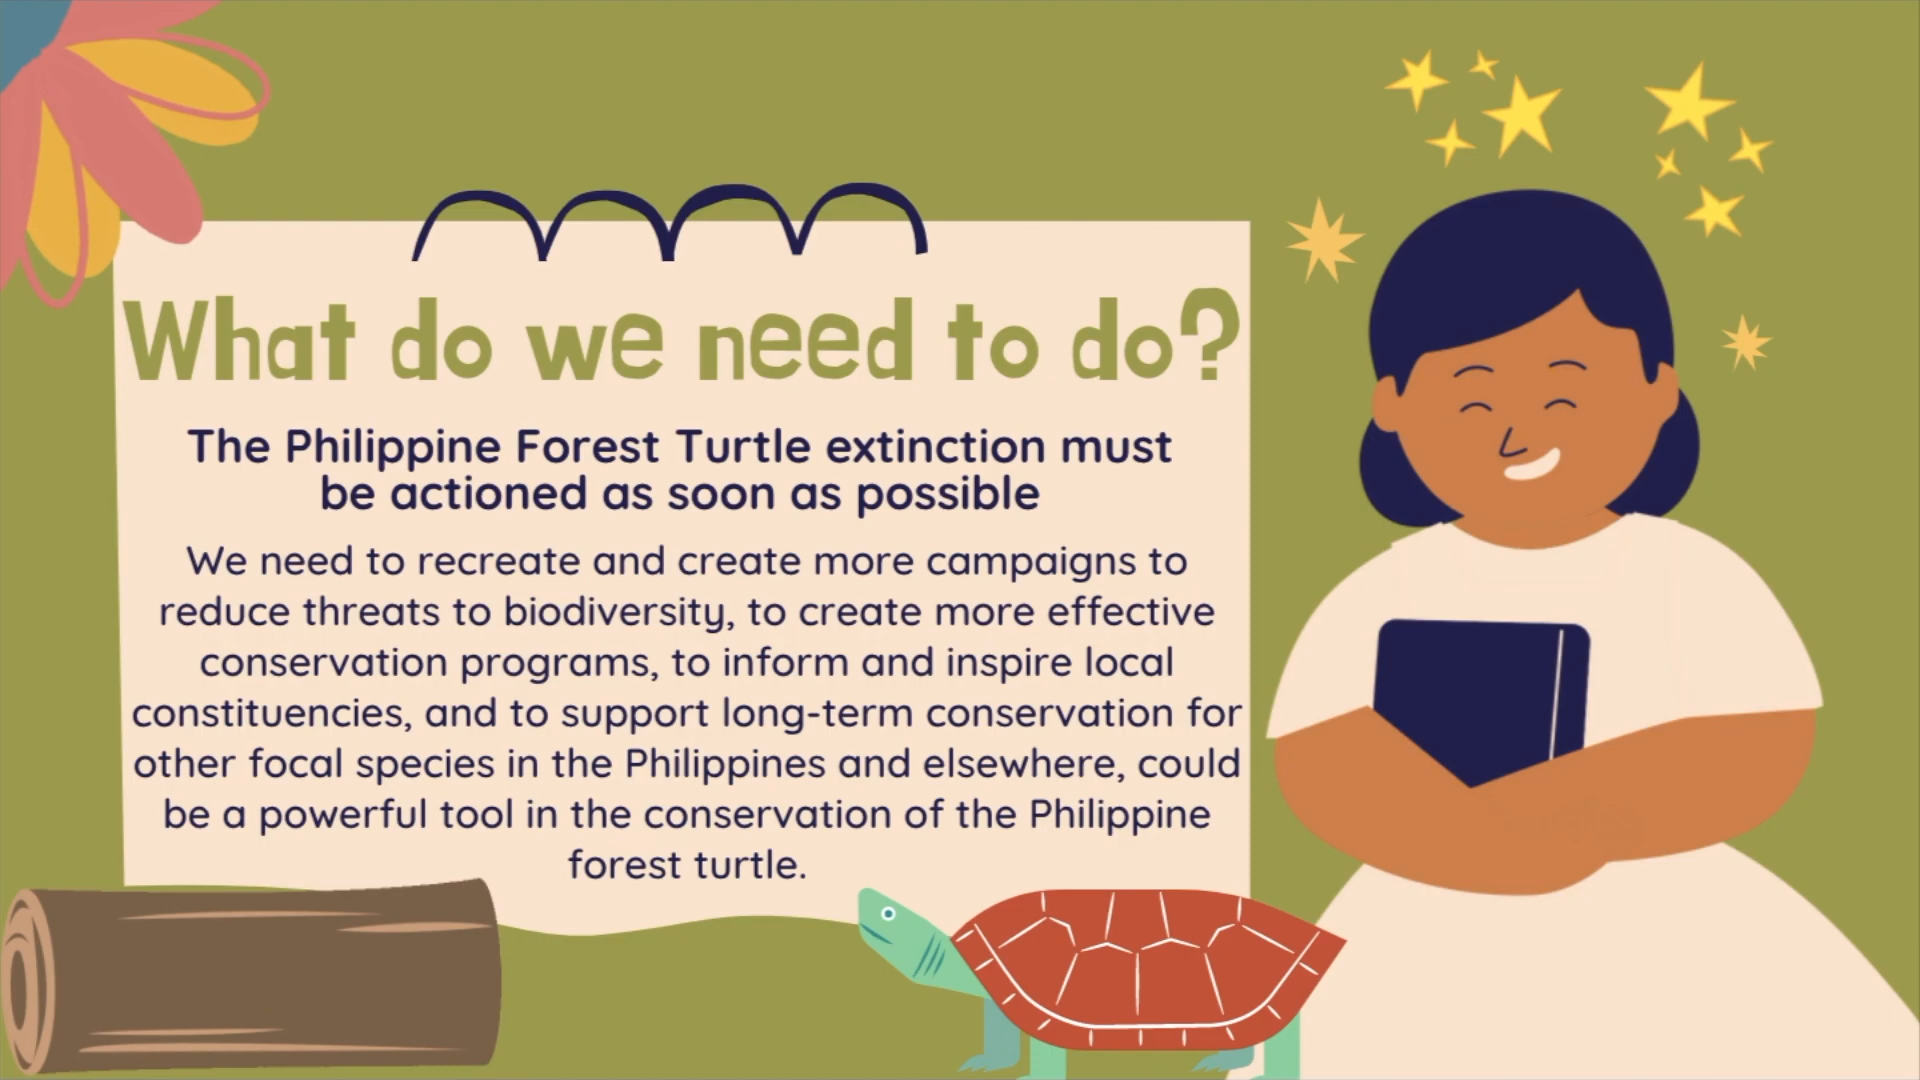 What do we need to do?
The Philippine Forest Turtle extinction must
be actioned as soon as possible
We need to recreate and create more campaigns to
reduce threats to biodiversity, to create more effective
conservation programs, to inform and inspire local
constituencies, and to support long-term conservation for
other focal species in the Philippines and elsewhere, could
be a powerful tool in the conservation of the Philippine
forest turtle.